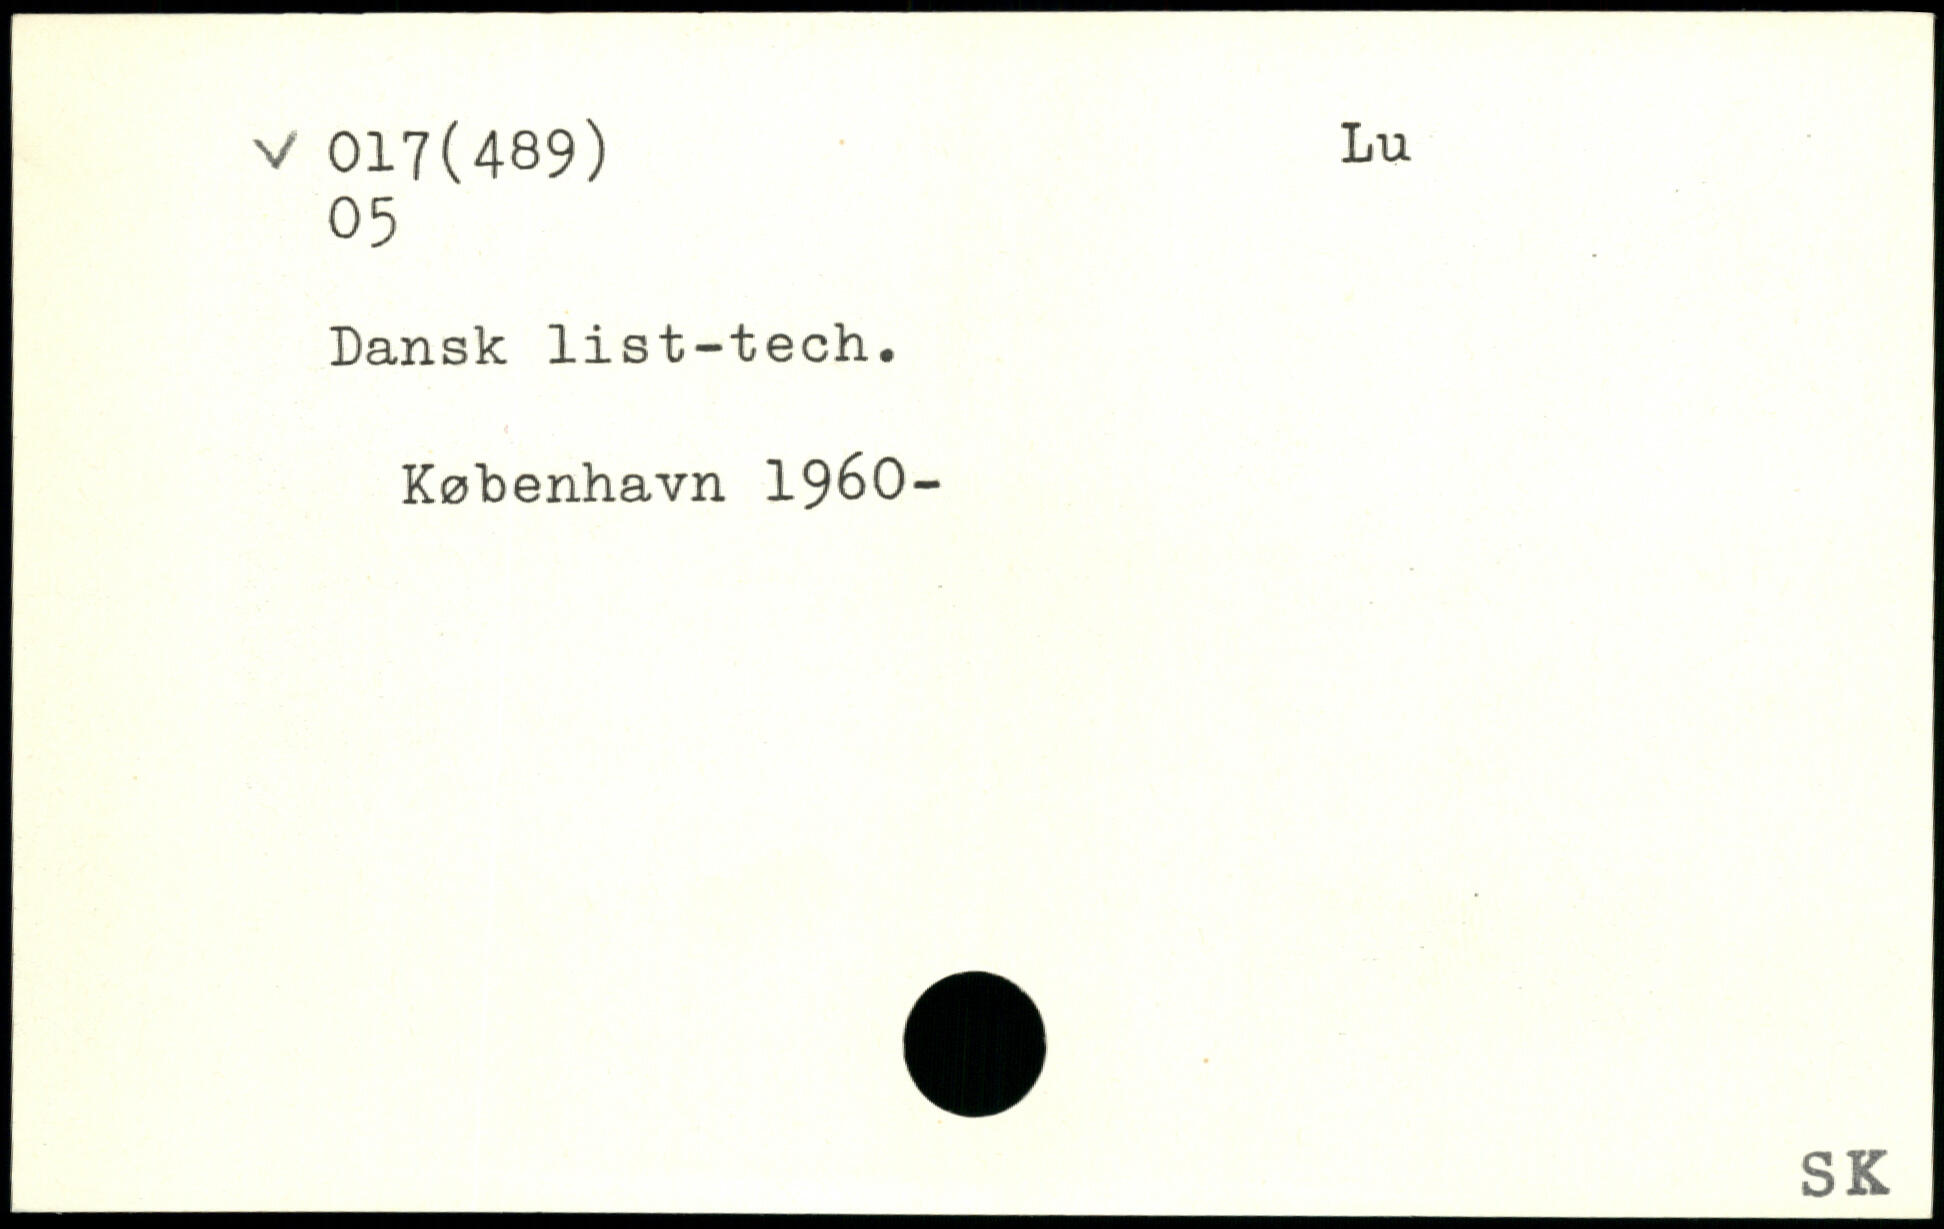 √ 017(489) Lu
05
Dansk list-tech.
København 1960-
SK